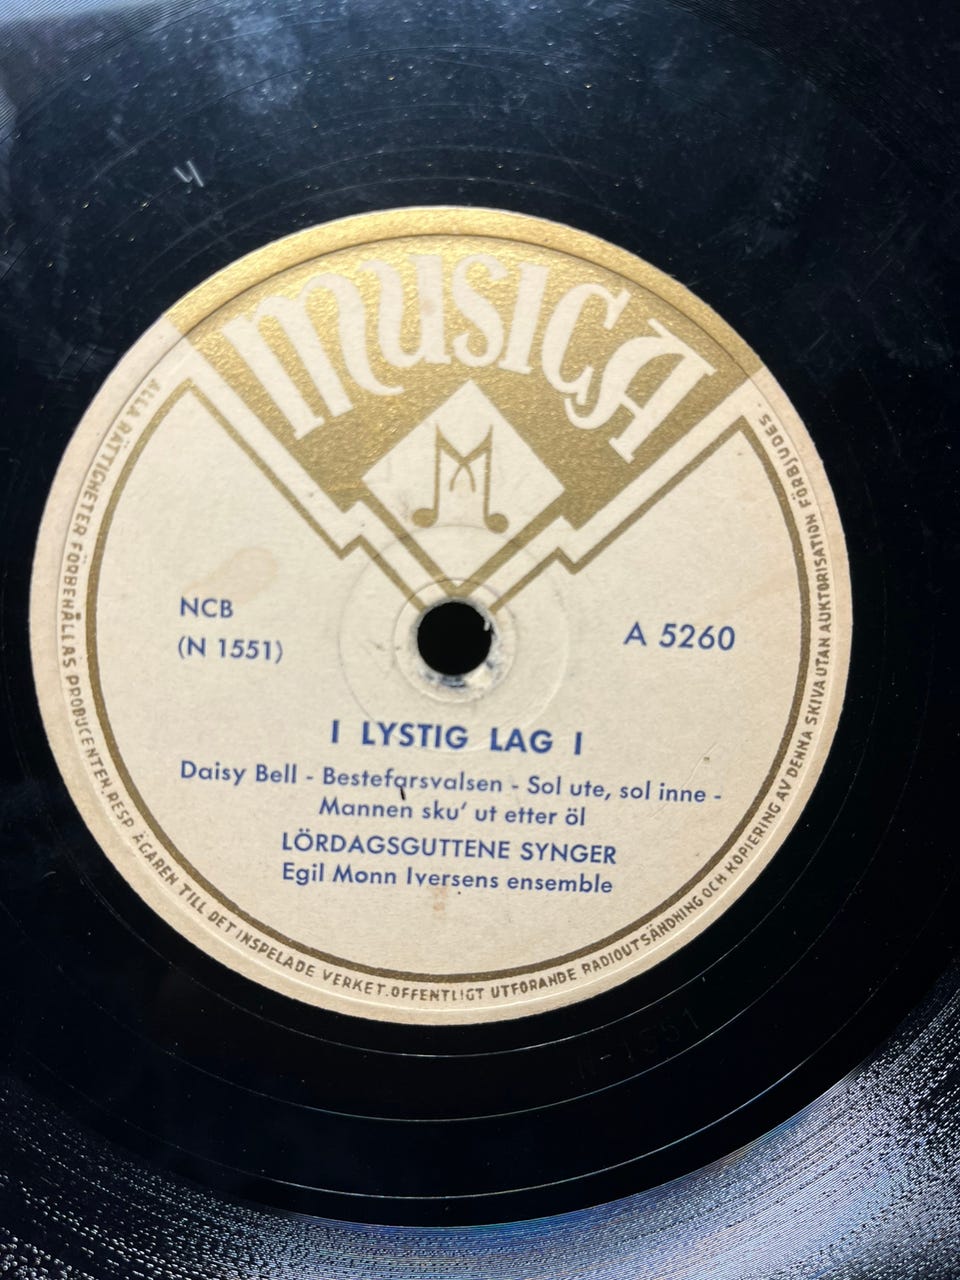 MUSICA
NCB
(N 1551)
A 5260
I LYSTIG LAG I
Daisy Bell - Bestefarsvalsen - Sol ute, sol inne -
Mannen sku' ut etter öl
LÖRDAGSGUTTENE SYNGER
Egil Monn Iversens ensemble
ALLA RÄTTIGHETER FÖRBEHÅLLAS PRODUCENTEN RESP ÄGAREN TILL DET INSPELADE VERKET. OFFENTLIGT UTFÖRANDE RADIOUTSÄNDNING OCH KOPIERING AV DENNA SKIVA UTAN AUKTORISATION FÖRBJUDES.